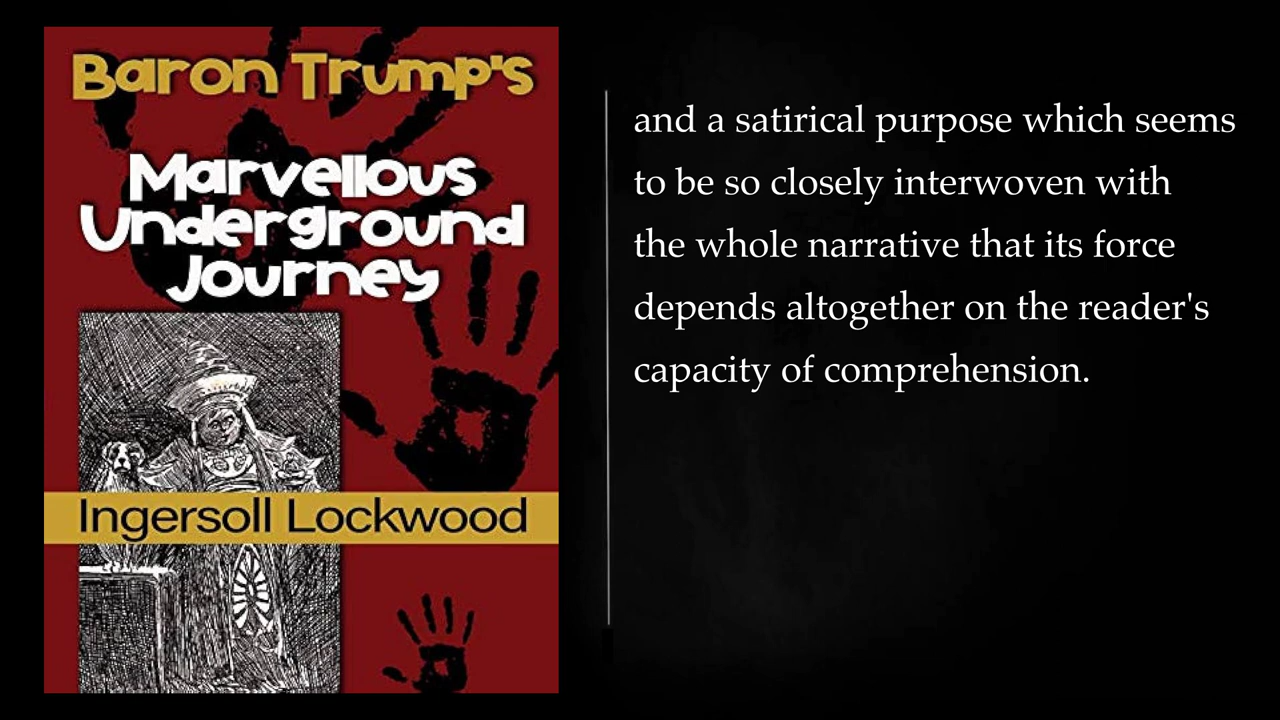 Baron Trump's
Marvellous
Underground
Journey
Ingersoll Lockwood
and a satirical purpose which seems
to be so closely interwoven with
the whole narrative that its force
depends altogether on the reader's
capacity of comprehension.